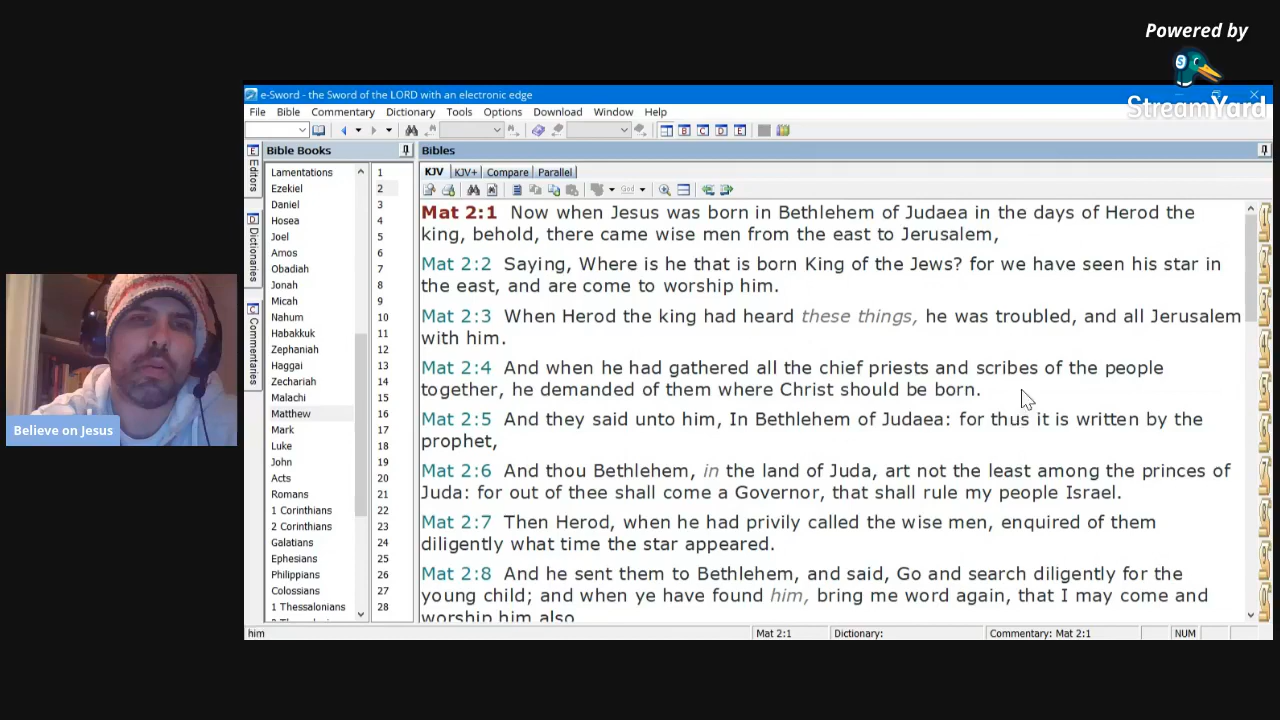 Powered by
StreamYard
e-Sword - the Sword of the LORD with an electronic edge
File Bible Commentary Dictionary Tools Options Download Window Help
Bible Books
Bibles
KJV KJV+ Compare Parallel
Editors
Dictionaries
Commentaries
Lamentations 1
Ezekiel 2
Daniel 3
Hosea 4
Joel 5
Amos 6
Obadiah 7
Jonah 8
Micah 9
Nahum 10
Habakkuk 11
Zephaniah 12
Haggai 13
Zechariah 14
Malachi 15
Matthew 16
Mark 17
Luke 18
John 19
Acts 20
Romans 21
1 Corinthians 22
2 Corinthians 23
Galatians 24
Ephesians 25
Philippians 26
Colossians 27
1 Thessalonians 28
Mat 2:1 Now when Jesus was born in Bethlehem of Judaea in the days of Herod the
king, behold, there came wise men from the east to Jerusalem,
Mat 2:2 Saying, Where is he that is born King of the Jews? for we have seen his star in
the east, and are come to worship him.
Mat 2:3 When Herod the king had heard these things, he was troubled, and all Jerusalem
with him.
Mat 2:4 And when he had gathered all the chief priests and scribes of the people
together, he demanded of them where Christ should be born.
Mat 2:5 And they said unto him, In Bethlehem of Judaea: for thus it is written by the
prophet,
Mat 2:6 And thou Bethlehem, in the land of Juda, art not the least among the princes of
Juda: for out of thee shall come a Governor, that shall rule my people Israel.
Mat 2:7 Then Herod, when he had privily called the wise men, enquired of them
diligently what time the star appeared.
Mat 2:8 And he sent them to Bethlehem, and said, Go and search diligently for the
young child; and when ye have found him, bring me word again, that I may come and
worship him also
Believe on Jesus
him Mat 2:1 Dictionary: Commentary: Mat 2:1 NUM